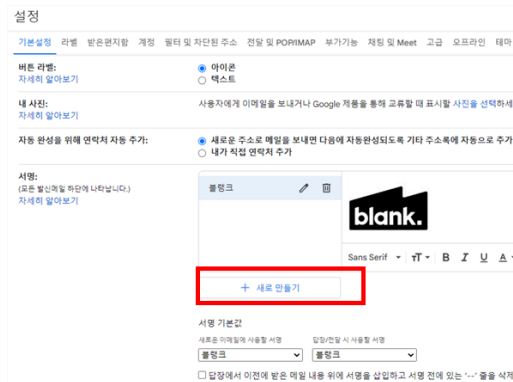 설정
기본설정 라벨 받은편지함 계정 필터 및 차단된 주소 전달 및 POP/IMAP 부가기능 채팅 및 Meet 고급 오프라인 테마
버튼 라벨:
자세히 알아보기
아이콘
텍스트
내 사진:
자세히 알아보기
사용자에게 이메일을 보내거나 Google 제품을 통해 교류할 때 표시할 사진을 선택하세
자동 완성을 위해 연락처 자동 추가:
새로운 주소로 메일을 보내면 다음에 자동완성되도록 기타 주소록에 자동으로 추가
내가 직접 연락처 추가
서명:
(모든 발신메일 하단에 나타납니다.)
자세히 알아보기
블랭크
blank.
Sans Serif
B I U A
+ 새로 만들기
서명 기본값
새로운 이메일에 사용할 서명 답장/전달 시 사용할 서명
블랭크 블랭크
답장에서 이전에 받은 메일 내용 위에 서명을 삽입하고 서명 전에 있는 '--' 줄을 삭제